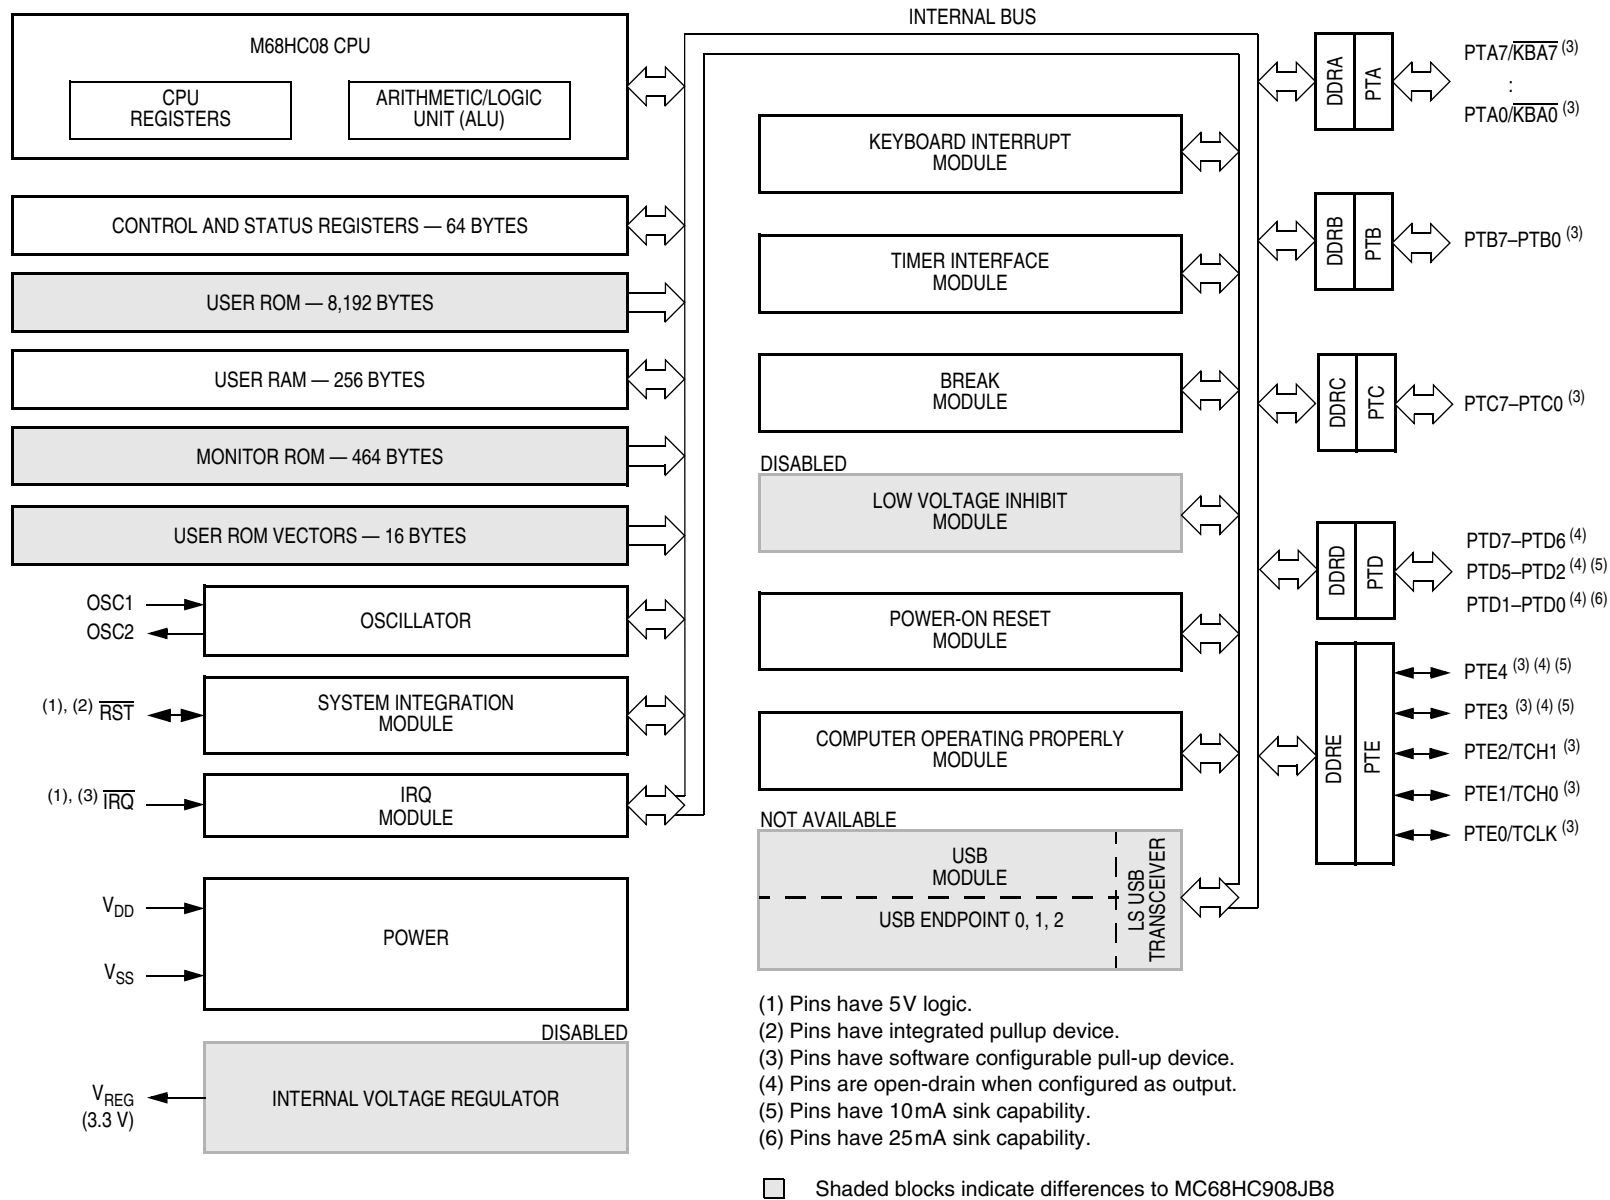 INTERNAL BUS
M68HC08 CPU
CPU
REGISTERS
ARITHMETIC/LOGIC
UNIT (ALU)
CONTROL AND STATUS REGISTERS — 64 BYTES
USER ROM — 8,192 BYTES
USER RAM — 256 BYTES
MONITOR ROM — 464 BYTES
USER ROM VECTORS — 16 BYTES
OSC1
OSC2
OSCILLATOR
(1), (2) RST
SYSTEM INTEGRATION
MODULE
(1), (3) IRQ
IRQ
MODULE
VDD
VSS
POWER
DISABLED
VREG
(3.3 V)
INTERNAL VOLTAGE REGULATOR
KEYBOARD INTERRUPT
MODULE
TIMER INTERFACE
MODULE
BREAK
MODULE
DISABLED
LOW VOLTAGE INHIBIT
MODULE
POWER-ON RESET
MODULE
COMPUTER OPERATING PROPERLY
MODULE
NOT AVAILABLE
USB
MODULE
USB ENDPOINT 0, 1, 2
LS USB
TRANSCEIVER
DDRA
PTA
PTA7/KBA7 (3)
:
PTA0/KBA0 (3)
DDRB
PTB
PTB7–PTB0 (3)
DDRC
PTC
PTC7–PTC0 (3)
DDRD
PTD
PTD7–PTD6 (4)
PTD5–PTD2 (4) (5)
PTD1–PTD0 (4) (6)
DDRE
PTE
PTE4 (3) (4) (5)
PTE3 (3) (4) (5)
PTE2/TCH1 (3)
PTE1/TCH0 (3)
PTE0/TCLK (3)
(1) Pins have 5V logic.
(2) Pins have integrated pullup device.
(3) Pins have software configurable pull-up device.
(4) Pins are open-drain when configured as output.
(5) Pins have 10mA sink capability.
(6) Pins have 25mA sink capability.
Shaded blocks indicate differences to MC68HC908JB8